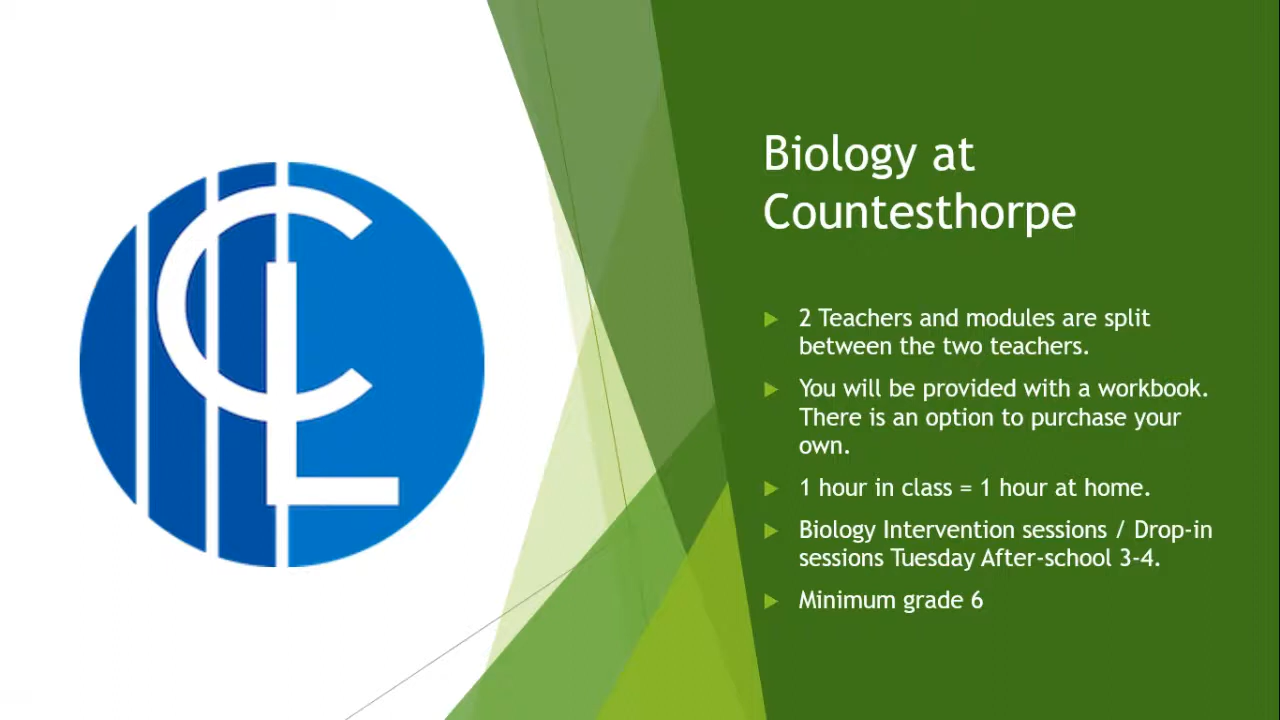 Biology at
Countesthorpe
2 Teachers and modules are split
between the two teachers.
You will be provided with a workbook.
There is an option to purchase your
own.
1 hour in class = 1 hour at home.
Biology Intervention sessions / Drop-in
sessions Tuesday After-school 3-4.
Minimum grade 6